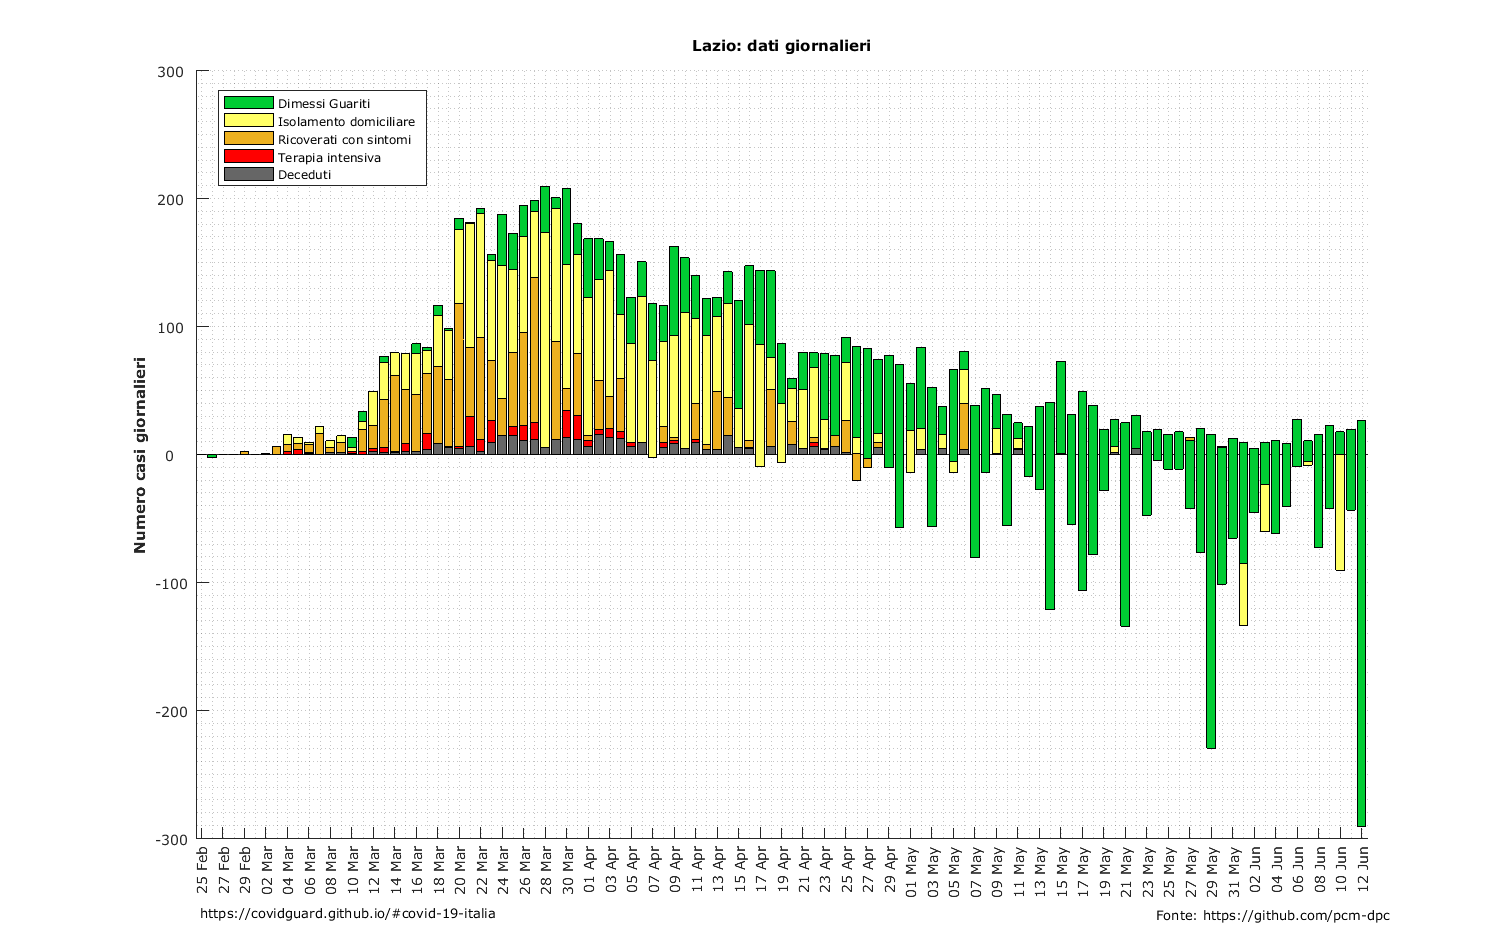 Lazio: dati giornalieri
300
200
100
0
-100
-200
-300
Numero casi giornalieri
Dimessi Guariti
Isolamento domiciliare
Ricoverati con sintomi
Terapia intensiva
Deceduti
25 Feb
27 Feb
29 Feb
02 Mar
04 Mar
06 Mar
08 Mar
10 Mar
12 Mar
14 Mar
16 Mar
18 Mar
20 Mar
22 Mar
24 Mar
26 Mar
28 Mar
30 Mar
01 Apr
03 Apr
05 Apr
07 Apr
09 Apr
11 Apr
13 Apr
15 Apr
17 Apr
19 Apr
21 Apr
23 Apr
25 Apr
27 Apr
29 Apr
01 May
03 May
05 May
07 May
09 May
11 May
13 May
15 May
17 May
19 May
21 May
23 May
25 May
27 May
29 May
31 May
02 Jun
04 Jun
06 Jun
08 Jun
10 Jun
12 Jun
https://covidguard.github.io/#covid-19-italia
Fonte: https://github.com/pcm-dpc